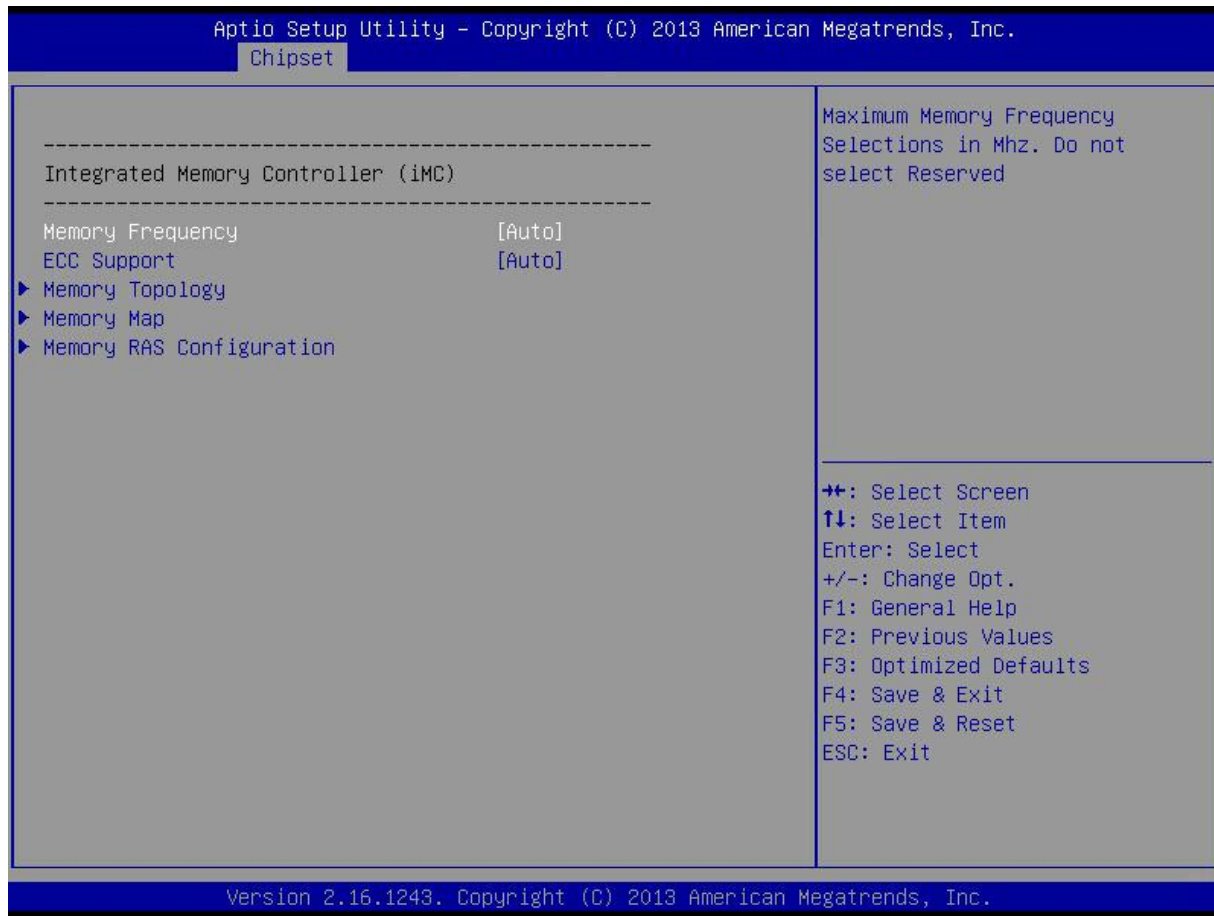 Aptio Setup Utility – Copyright (C) 2013 American Megatrends, Inc.
Chipset
--------------------------------------------------
Integrated Memory Controller (iMC)
--------------------------------------------------
Memory Frequency [Auto]
ECC Support [Auto]
▶ Memory Topology
▶ Memory Map
▶ Memory RAS Configuration
Maximum Memory Frequency
Selections in Mhz. Do not
select Reserved
→←: Select Screen
↑↓: Select Item
Enter: Select
+/-: Change Opt.
F1: General Help
F2: Previous Values
F3: Optimized Defaults
F4: Save & Exit
F5: Save & Reset
ESC: Exit
Version 2.16.1243. Copyright (C) 2013 American Megatrends, Inc.